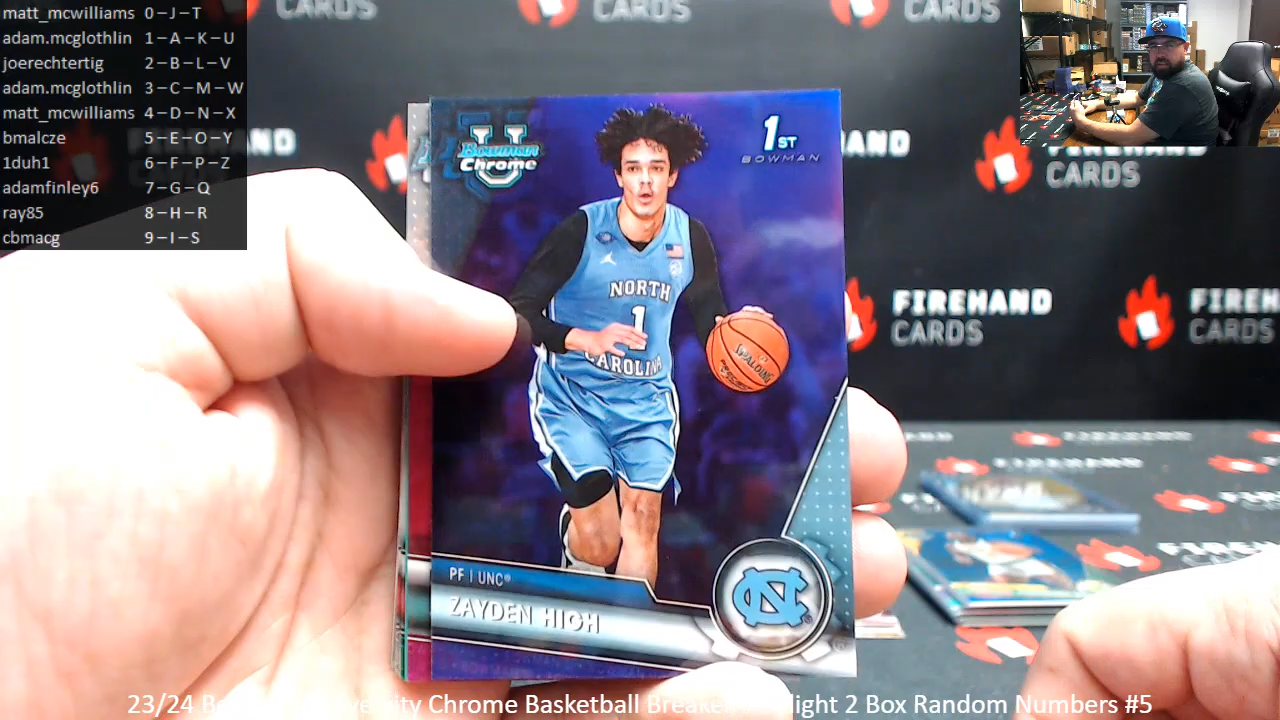 matt_mcwilliams 0-J-T
adam.mcglothlin 1-A-K-U
joerechtertig 2-B-L-V
adam.mcglothlin 3-C-M-W
matt_mcwilliams 4-D-N-X
bmalcze 5-E-O-Y
1duh1 6-F-P-Z
adamfinley6 7-G-Q
ray85 8-H-R
cbmacg 9-I-S
CARDS
CARDS
CARDS
U
Bowman
Chrome
1ST
BOWMAN
NORTH
1
CAROLINA
SPALDING
PF | UNC®
ZAYDEN HIGH
NC
CARDS
FIREHAND
CARDS
FIREHAND
CARDS
23/24 Chrome Basketball 2 Box Random Numbers #5